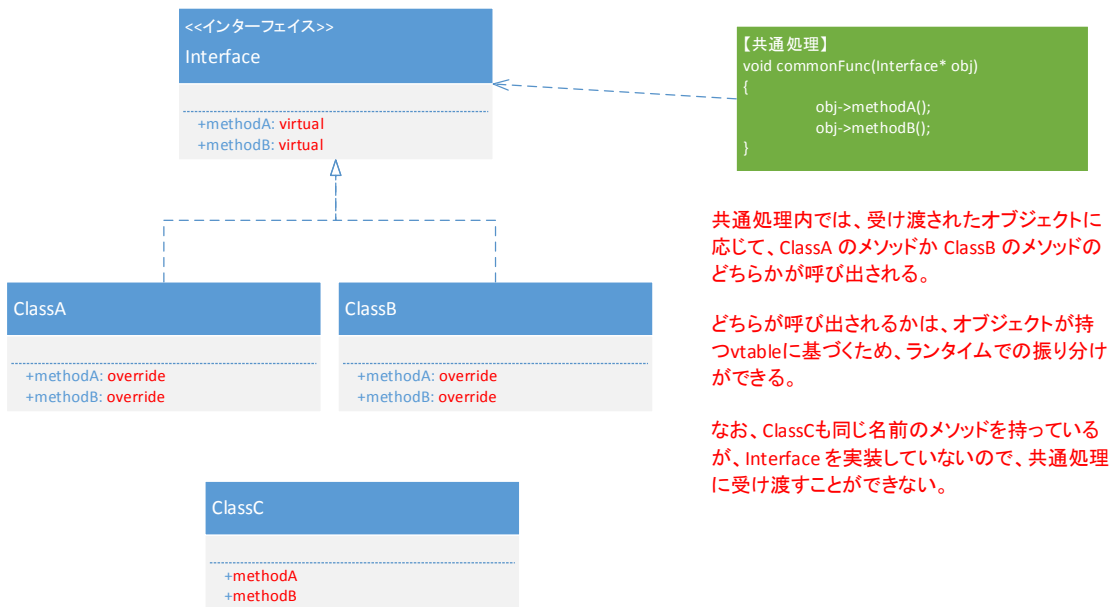 <<インターフェイス>>
Interface
+methodA: virtual
+methodB: virtual
【共通処理】
void commonFunc(Interface* obj)
{
obj->methodA();
obj->methodB();
}
共通処理内では、受け渡されたオブジェクトに
応じて、ClassA のメソッドか ClassB のメソッドの
どちらかが呼び出される。
どちらが呼び出されるかは、オブジェクトが持
つvtableに基づくため、ランタイムでの振り分け
ができる。
なお、ClassCも同じ名前のメソッドを持っている
が、Interface を実装していないので、共通処理
に受け渡すことができない。
ClassA
+methodA: override
+methodB: override
ClassB
+methodA: override
+methodB: override
ClassC
+methodA
+methodB